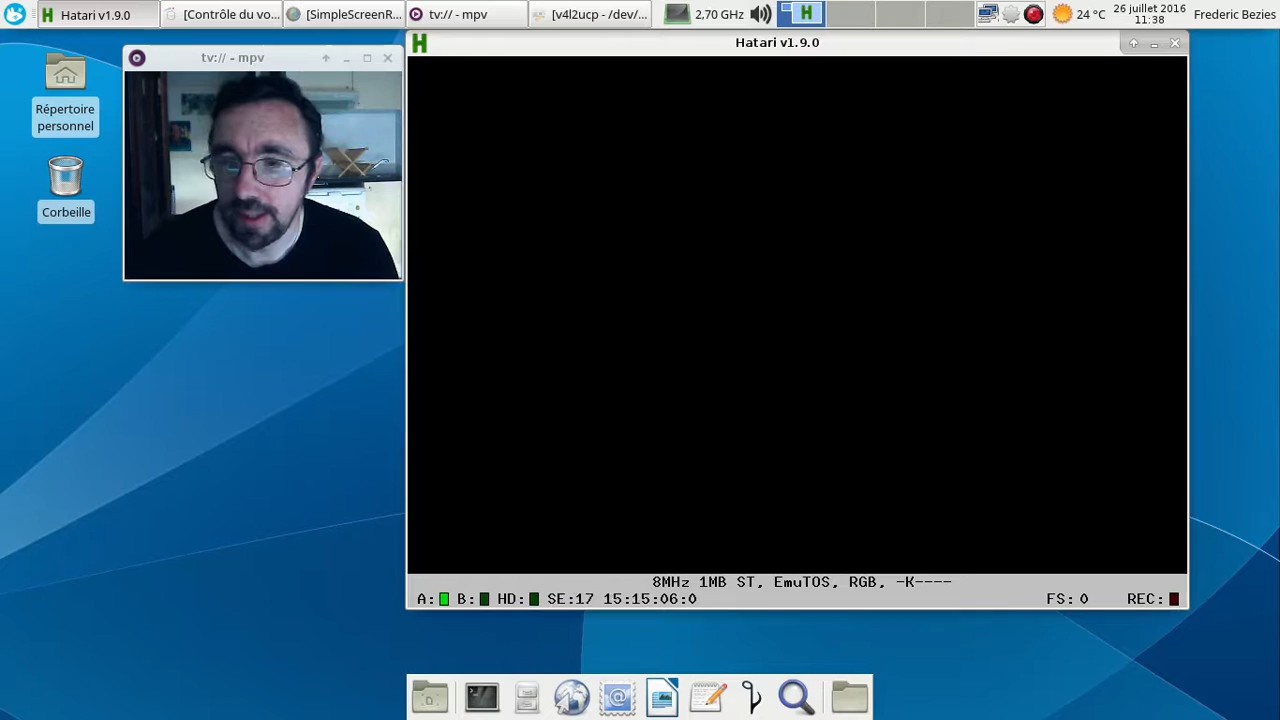 Hatari v1.9.0
[Contrôle du vo...
[SimpleScreenR...
tv:// - mpv
[v4l2ucp - /dev/...
2.70 GHz
H
24 °C
26 juillet 2016
11:38
Frederic Bezies
Répertoire
personnel
Corbeille
tv:// - mpv
Hatari v1.9.0
8MHz 1MB ST, EmuTOS, RGB, -K----
A: B: HD: SE:17 15:15:06:0 FS: 0 REC: